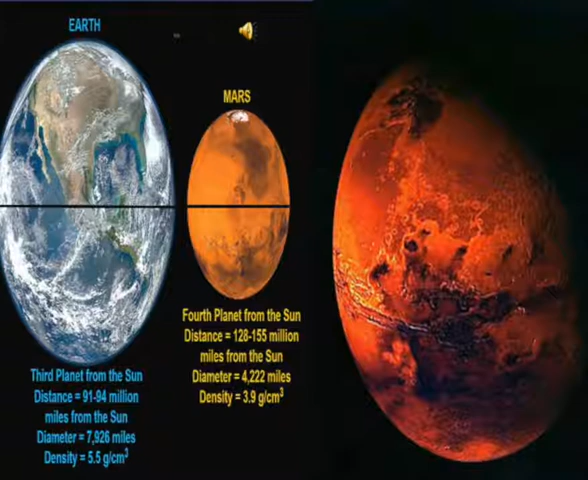 EARTH
Third Planet from the Sun
Distance = 91-94 million
miles from the Sun
Diameter = 7,926 miles
Density = 5.5 g/cm³
MARS
Fourth Planet from the Sun
Distance = 128-155 million
miles from the Sun
Diameter = 4,222 miles
Density = 3.9 g/cm³